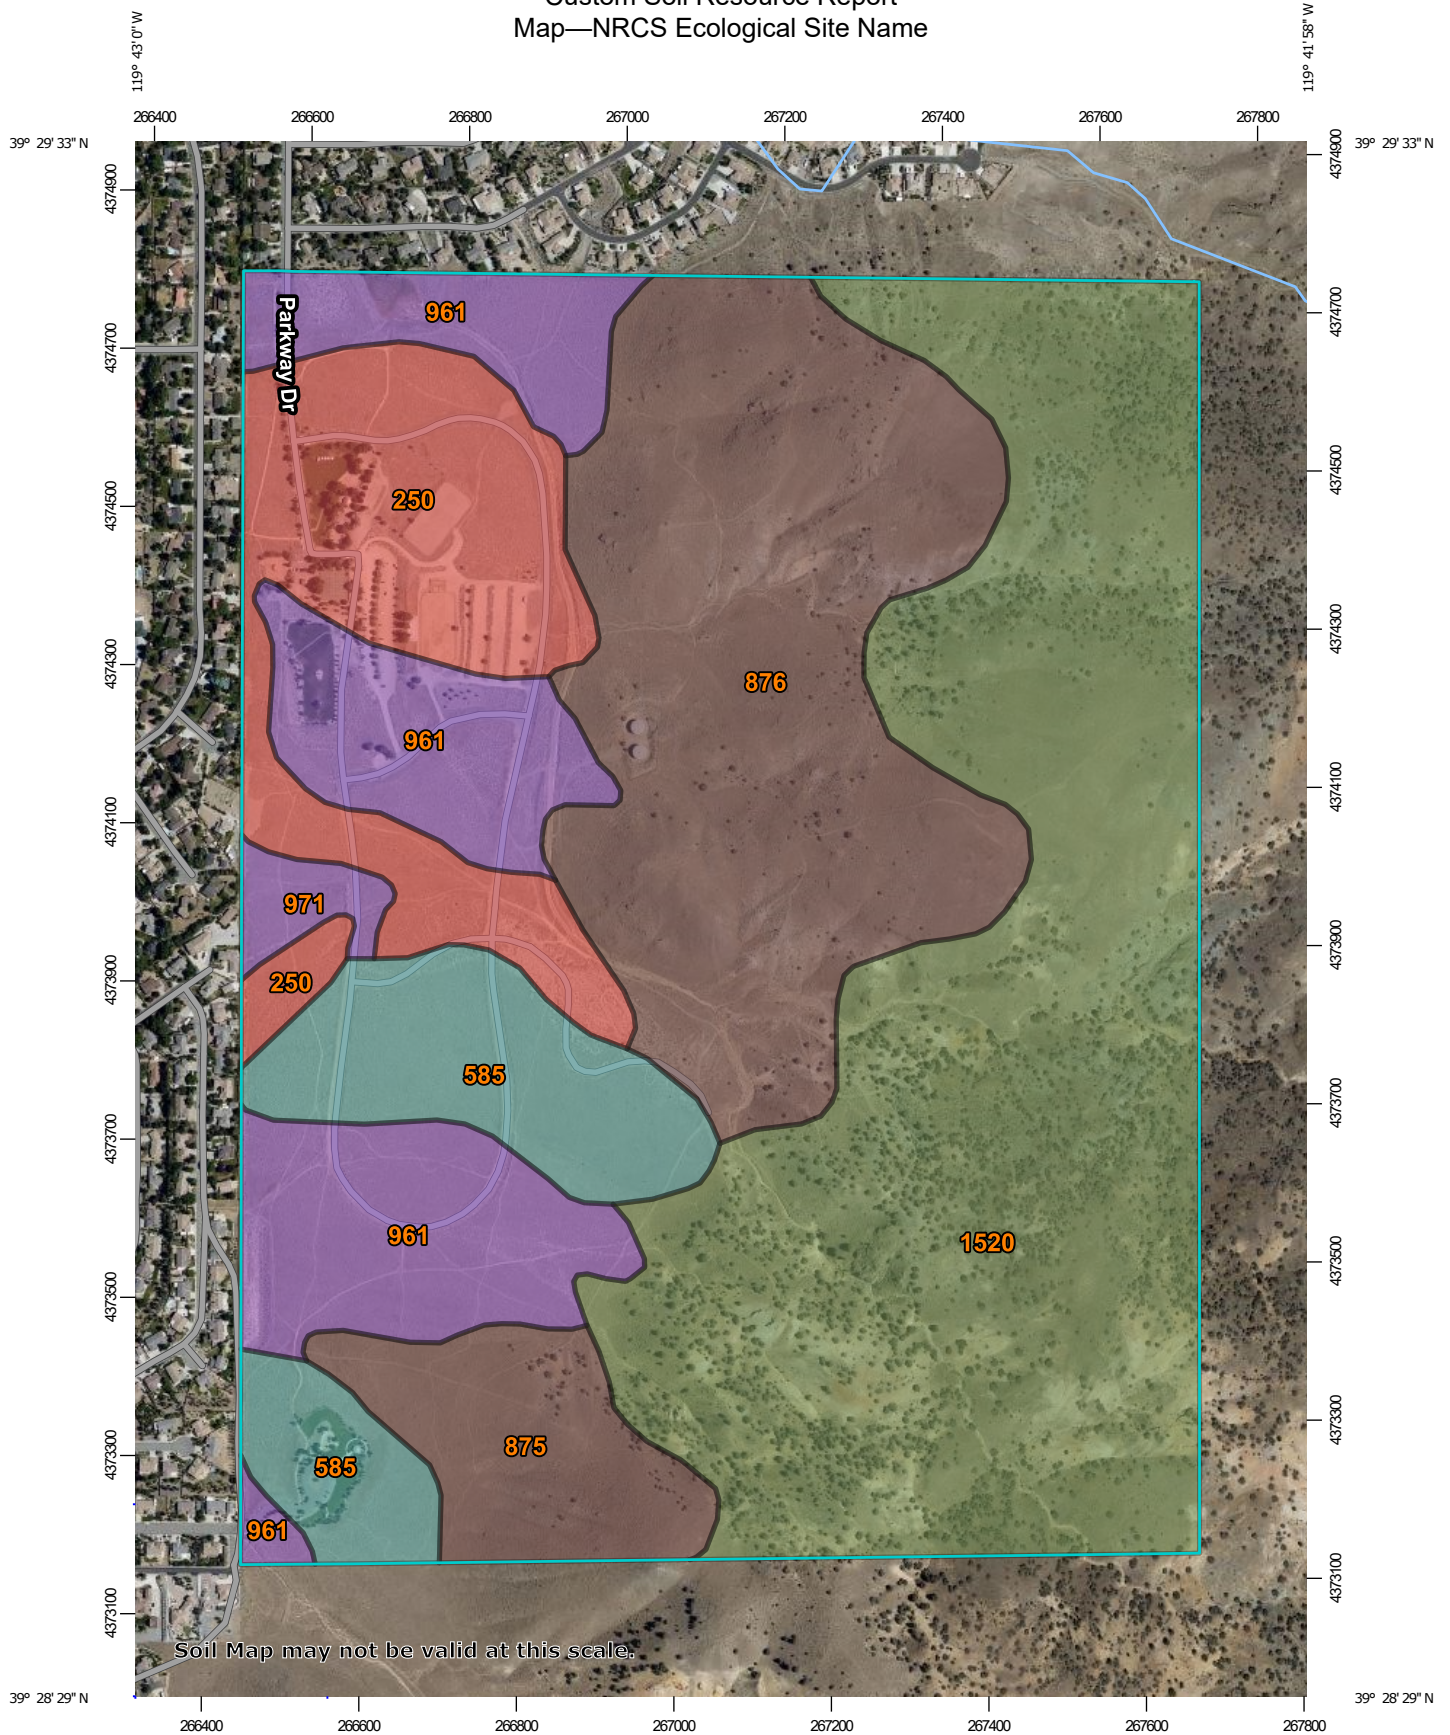 Custom Soil Resource Report
Map—NRCS Ecological Site Name
119° 43' 0'' W
119° 41' 58'' W
266400 266600 266800 267000 267200 267400 267600 267800
39° 29' 33'' N
39° 29' 33'' N
4374900
4374900
4374700
4374700
4374500
4374500
4374300
4374300
4374100
4374100
4373900
4373900
4373700
4373700
4373500
4373500
4373300
4373300
4373100
4373100
Parkway Dr
961
250
876
961
971
250
585
961
1520
875
585
961
Soil Map may not be valid at this scale.
39° 28' 29'' N
39° 28' 29'' N
266400 266600 266800 267000 267200 267400 267600 267800